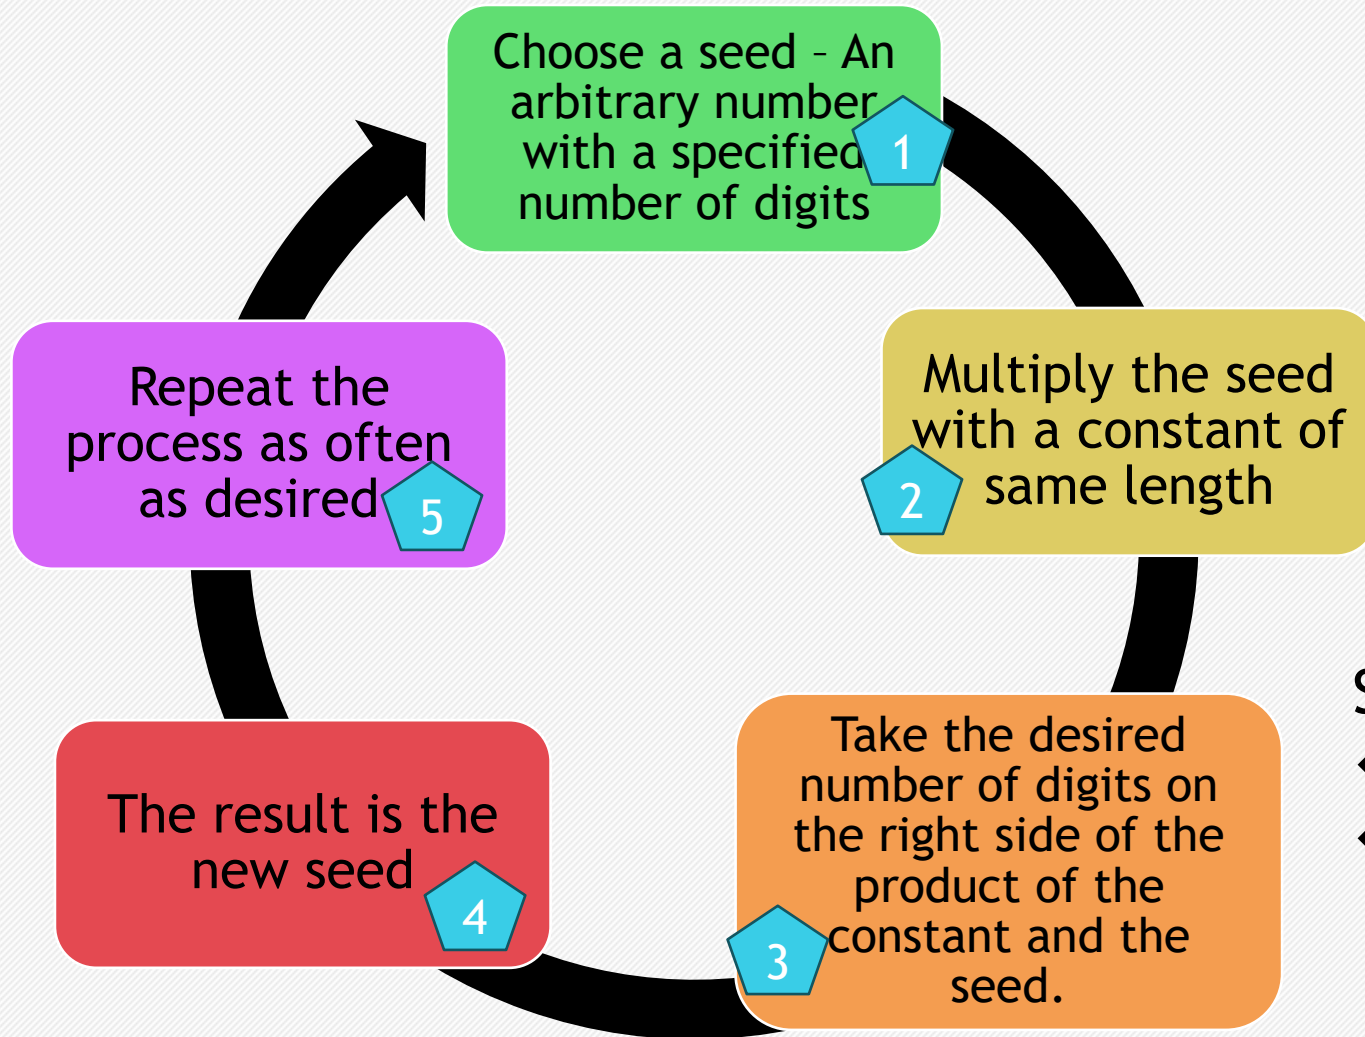 Choose a seed – An
arbitrary number
with a specified
number of digits
1
Multiply the seed
with a constant of
same length
2
Take the desired
number of digits on
the right side of the
product of the
constant and the
seed.
3
The result is the
new seed
4
Repeat the
process as often
as desired
5